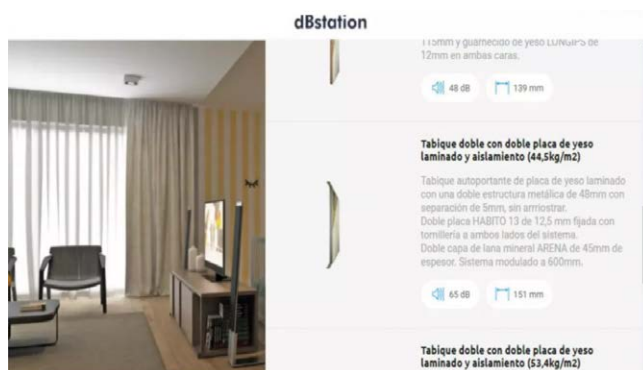 dBstation
115mm y guarnecido de yeso LONGIPS de
12mm en ambas caras.
48 dB
139 mm
Tabique doble con doble placa de yeso
laminado y aislamiento (44,5kg/m2)
Tabique autoportante de placa de yeso laminado
con una doble estructura metálica de 48mm con
separación de 5mm, sin arriostrar.
Doble placa HABITO 13 de 12,5 mm fijada con
tornillería a ambos lados del sistema.
Doble capa de lana mineral ARENA de 45mm de
espesor. Sistema modulado a 600mm.
65 dB
151 mm
Tabique doble con doble placa de yeso
laminado y aislamiento (53,4kg/m2)